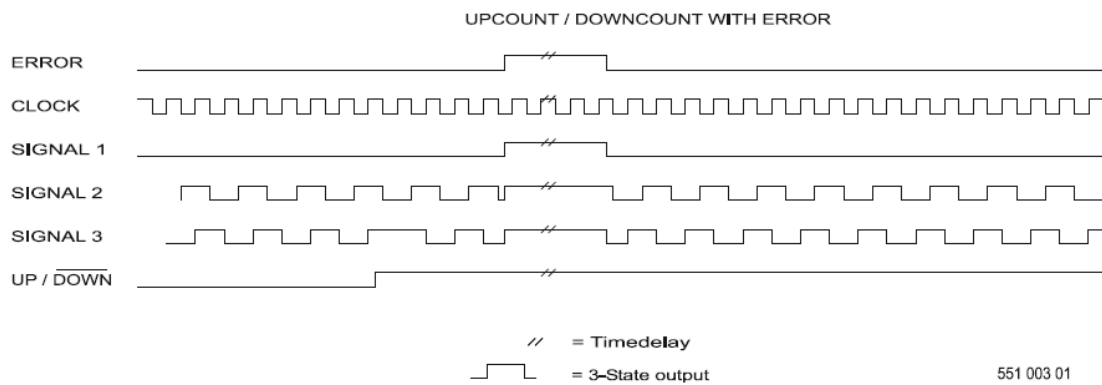 UPCOUNT / DOWNCOUNT WITH ERROR
ERROR
CLOCK
SIGNAL 1
SIGNAL 2
SIGNAL 3
UP / DOWN
// = Timedelay
= 3-State output
551 003 01